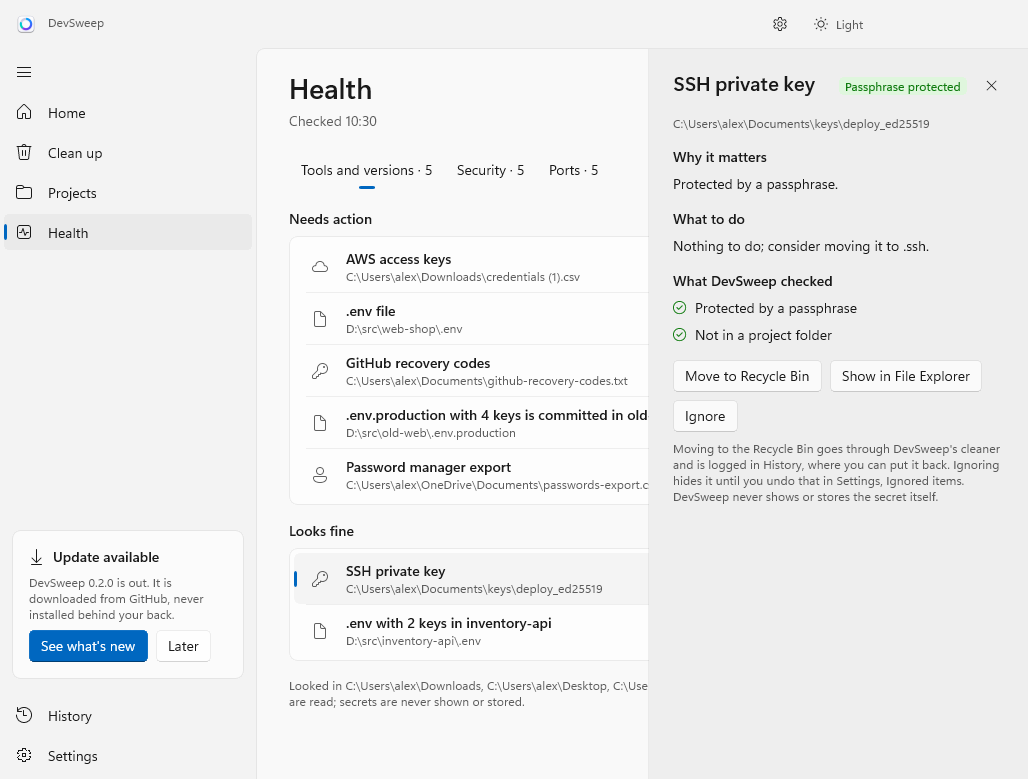 DevSweep
Light
Home
Clean up
Projects
Health
Update available
DevSweep 0.2.0 is out. It is
downloaded from GitHub, never
installed behind your back.
See what's new
Later
History
Settings
Health
Checked 10:30
Tools and versions · 5
Security · 5
Ports · 5
Needs action
AWS access keys
C:\Users\alex\Downloads\credentials (1).csv
.env file
D:\src\web-shop\.env
GitHub recovery codes
C:\Users\alex\Documents\github-recovery-codes.txt
.env.production with 4 keys is committed in old-
D:\src\old-web\.env.production
Password manager export
C:\Users\alex\OneDrive\Documents\passwords-export.c
Looks fine
SSH private key
C:\Users\alex\Documents\keys\deploy_ed25519
.env with 2 keys in inventory-api
D:\src\inventory-api\.env
Looked in C:\Users\alex\Downloads, C:\Users\alex\Desktop, C:\Use
are read; secrets are never shown or stored.
SSH private key
Passphrase protected
C:\Users\alex\Documents\keys\deploy_ed25519
Why it matters
Protected by a passphrase.
What to do
Nothing to do; consider moving it to .ssh.
What DevSweep checked
Protected by a passphrase
Not in a project folder
Move to Recycle Bin
Show in File Explorer
Ignore
Moving to the Recycle Bin goes through DevSweep's cleaner
and is logged in History, where you can put it back. Ignoring
hides it until you undo that in Settings, Ignored items.
DevSweep never shows or stores the secret itself.